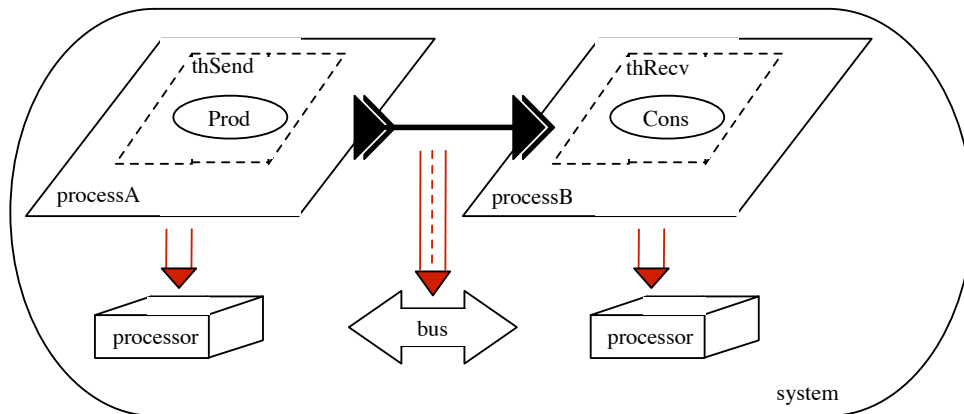 thSend
thRecv
Prod
Cons
processA
processB
processor
bus
processor
system